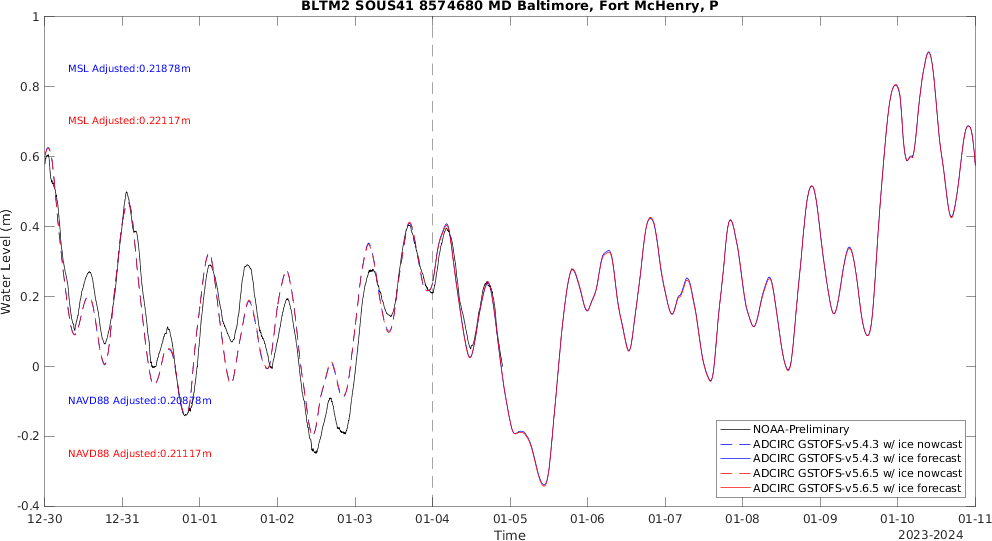 BLTM2 SOUS41 8574680 MD Baltimore, Fort McHenry, P
1
0.8
0.6
0.4
0.2
0
-0.2
-0.4
Water Level (m)
MSL Adjusted:0.21878m
MSL Adjusted:0.22117m
NAVD88 Adjusted:0.20878m
NAVD88 Adjusted:0.21117m
NOAA-Preliminary
ADCIRC GSTOFS-v5.4.3 w/ ice nowcast
ADCIRC GSTOFS-v5.4.3 w/ ice forecast
ADCIRC GSTOFS-v5.6.5 w/ ice nowcast
ADCIRC GSTOFS-v5.6.5 w/ ice forecast
12-30 12-31 01-01 01-02 01-03 01-04 01-05 01-06 01-07 01-08 01-09 01-10 01-11
Time
2023-2024